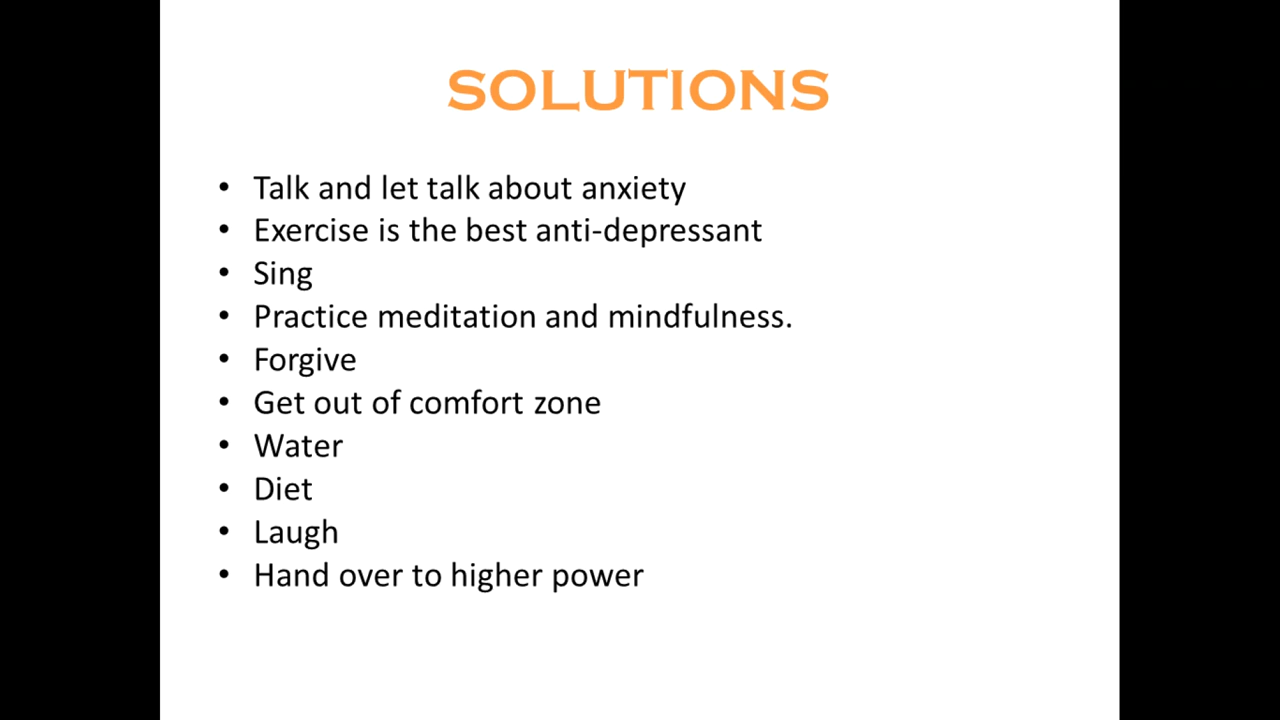 SOLUTIONS
• Talk and let talk about anxiety
• Exercise is the best anti-depressant
• Sing
• Practice meditation and mindfulness.
• Forgive
• Get out of comfort zone
• Water
• Diet
• Laugh
• Hand over to higher power